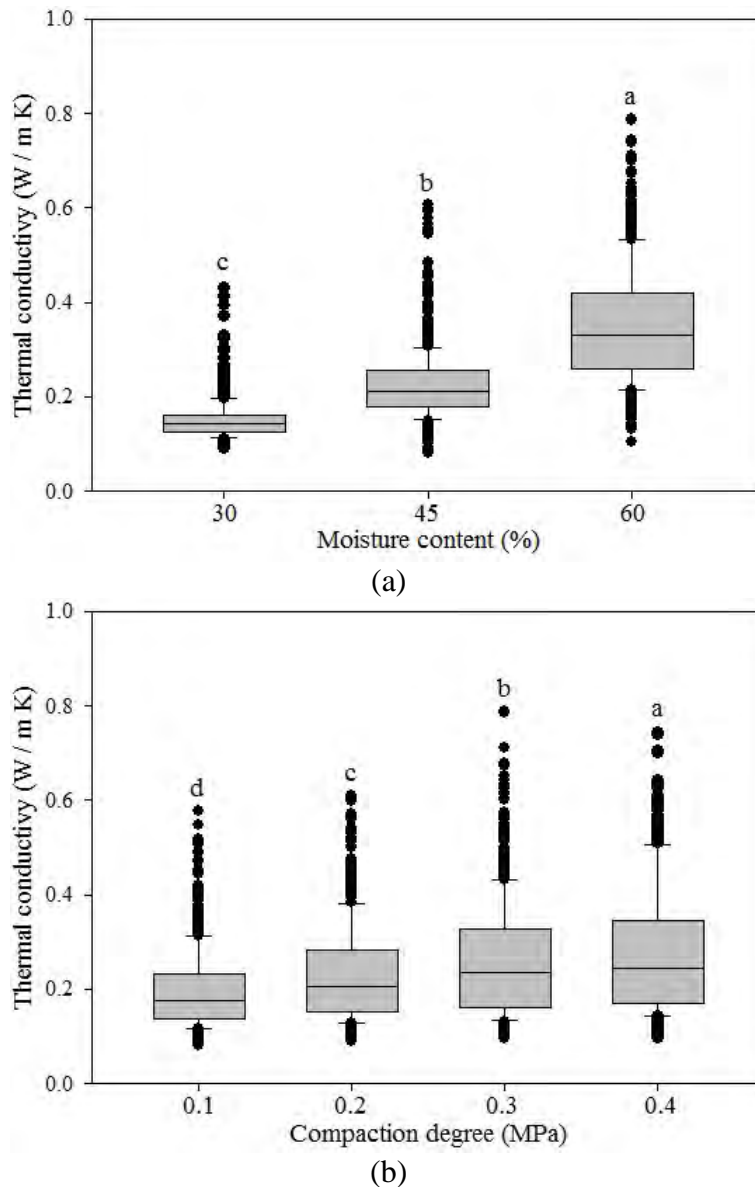 1.0
a
0.8
b
0.6
c
0.4
0.2
0.0
Thermal conductivy (W / m K)
30 45 60
Moisture content (%)
(a)
1.0
b
0.8
a
c
d
0.6
0.4
0.2
0.0
Thermal conductivy (W / m K)
0.1 0.2 0.3 0.4
Compaction degree (MPa)
(b)